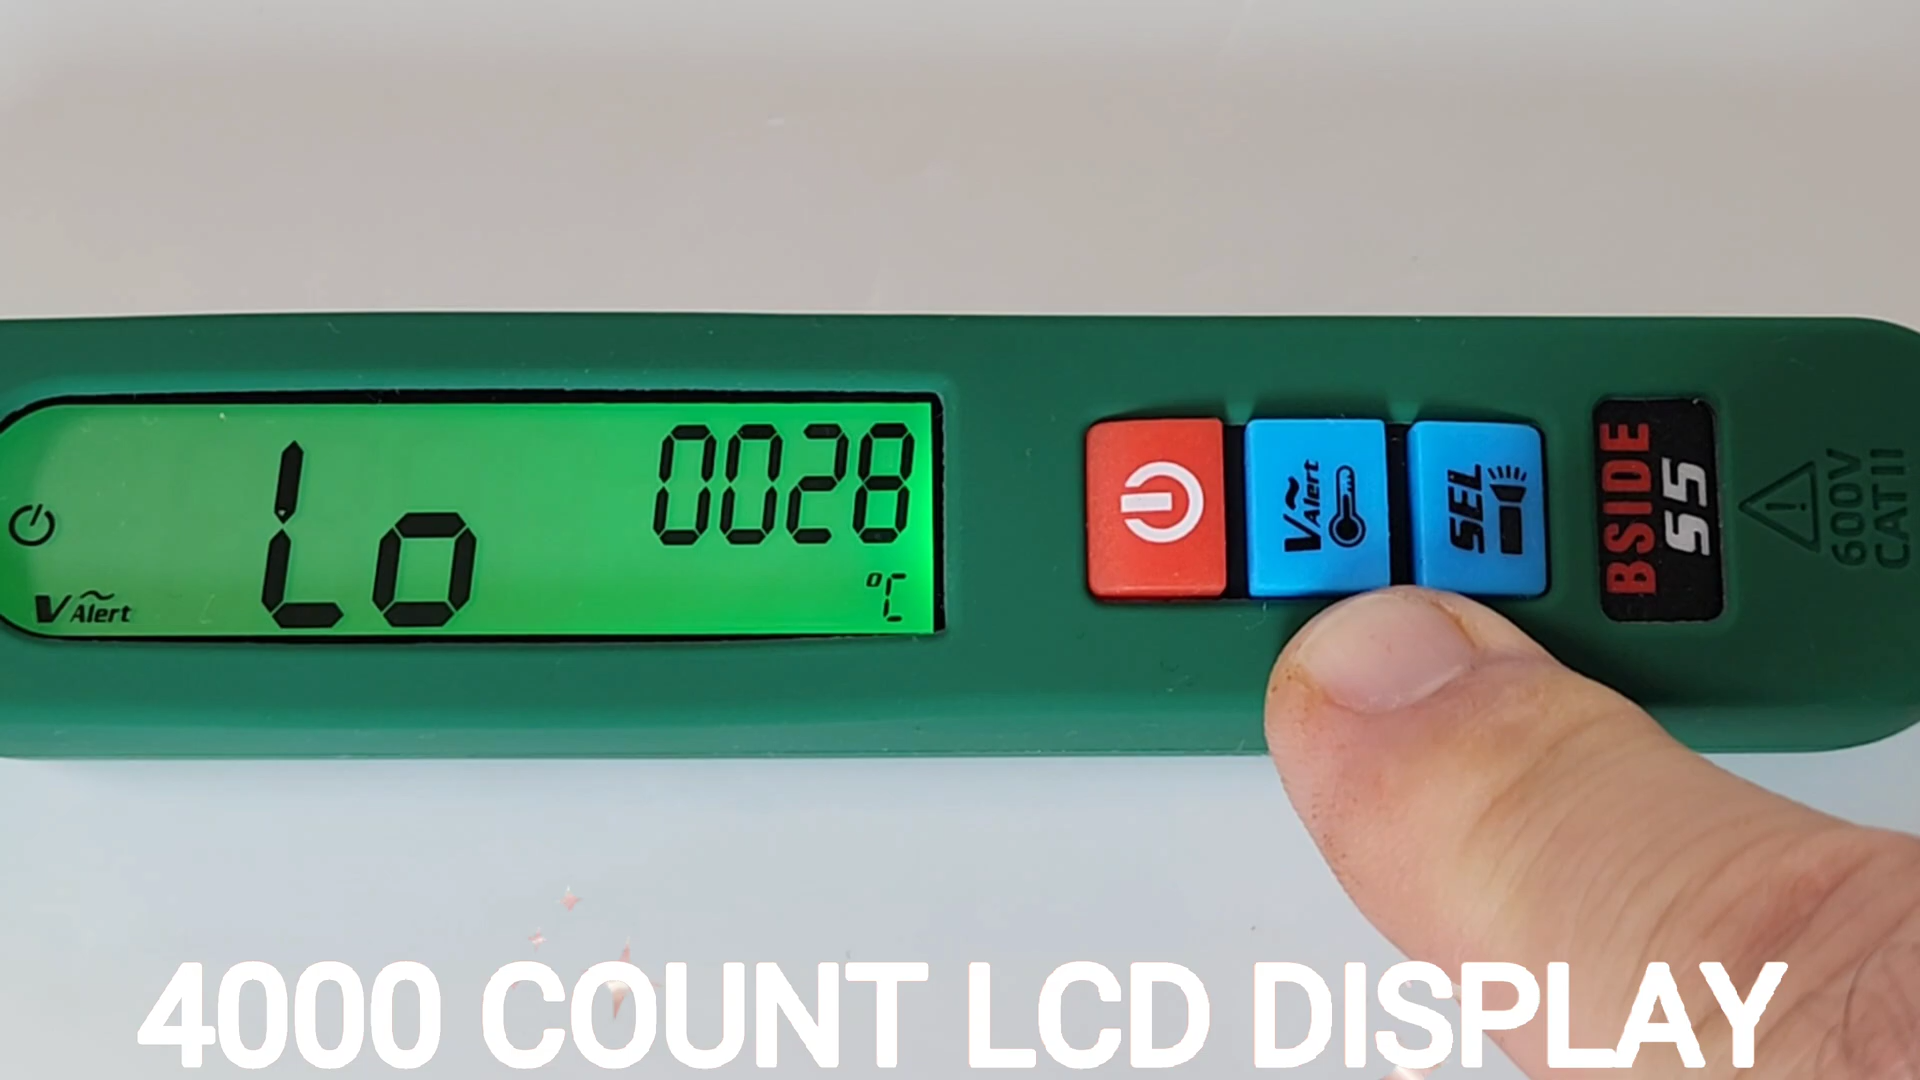 Lo
0028
°C
V Alert
V Alert
SEL
BSIDE
S5
600V
CAT II
4000 COUNT LCD DISPLAY